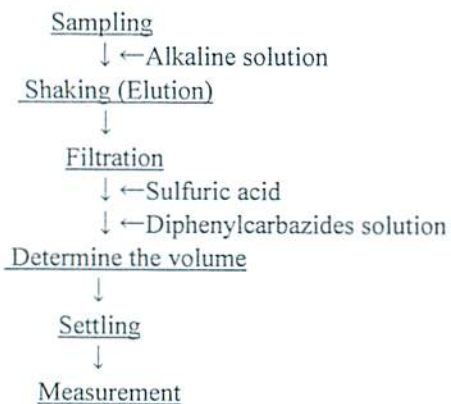 Sampling
↓ ←Alkaline solution
Shaking (Elution)
↓
Filtration
↓ ←Sulfuric acid
↓ ←Diphenylcarbazides solution
Determine the volume
↓
Settling
↓
Measurement